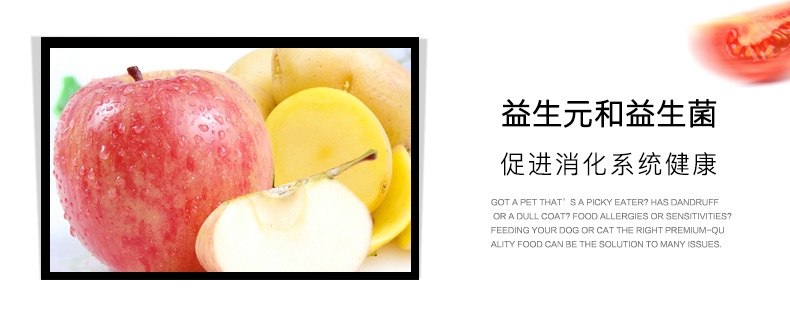 益生元和益生菌
促进消化系统健康
GOT A PET THAT' S A PICKY EATER? HAS DANDRUFF
OR A DULL COAT? FOOD ALLERGIES OR SENSITIVITIES?
FEEDING YOUR DOG OR CAT THE RIGHT PREMIUM-QU
ALITY FOOD CAN BE THE SOLUTION TO MANY ISSUES.